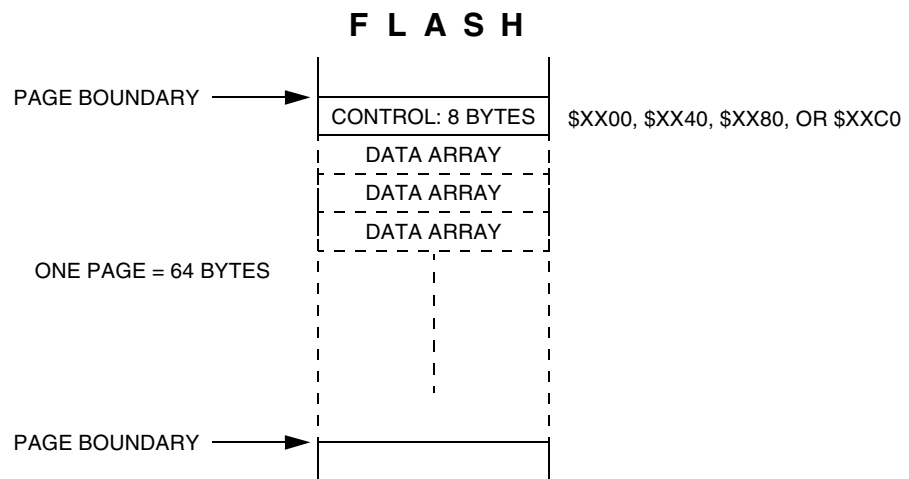 F L A S H
PAGE BOUNDARY
CONTROL: 8 BYTES
$XX00, $XX40, $XX80, OR $XXC0
DATA ARRAY
DATA ARRAY
DATA ARRAY
ONE PAGE = 64 BYTES
PAGE BOUNDARY